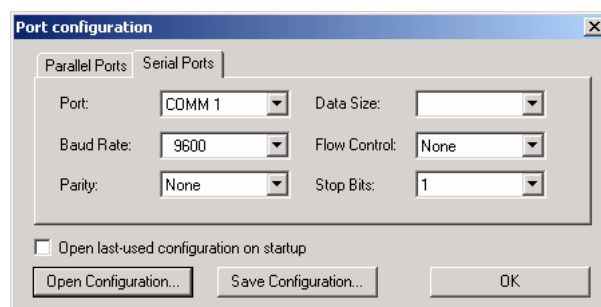 Port configuration
Parallel Ports Serial Ports
Port: COMM 1 Data Size:
Baud Rate: 9600 Flow Control: None
Parity: None Stop Bits: 1
Open last-used configuration on startup
Open Configuration... Save Configuration... OK